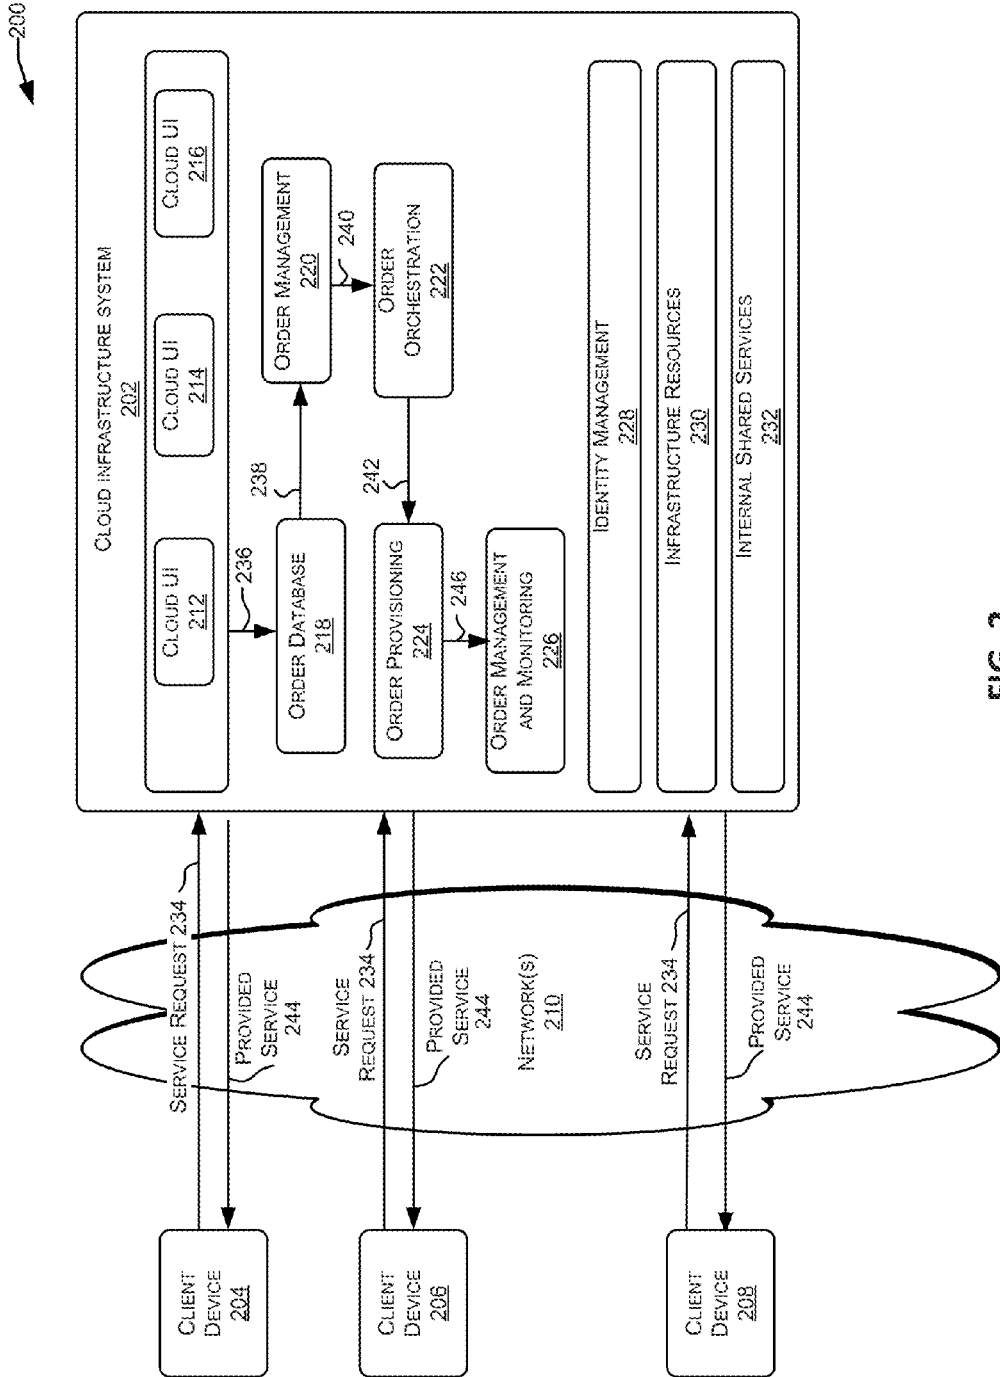 200
Cloud infrastructure system
202
Cloud UI
212
Cloud UI
214
Cloud UI
216
236
Order Database
218
238
Order Management
220
240
Order
Orchestration
222
242
Order Provisioning
224
246
Order Management
and Monitoring
226
Identity Management
228
Infrastructure Resources
230
Internal Shared Services
232
Service Request 234
Provided
Service
244
Service
Request 234
Provided
Service
244
Network(s)
210
Service
Request 234
Provided
Service
244
Client
Device
204
Client
Device
206
Client
Device
208
FIG. 2